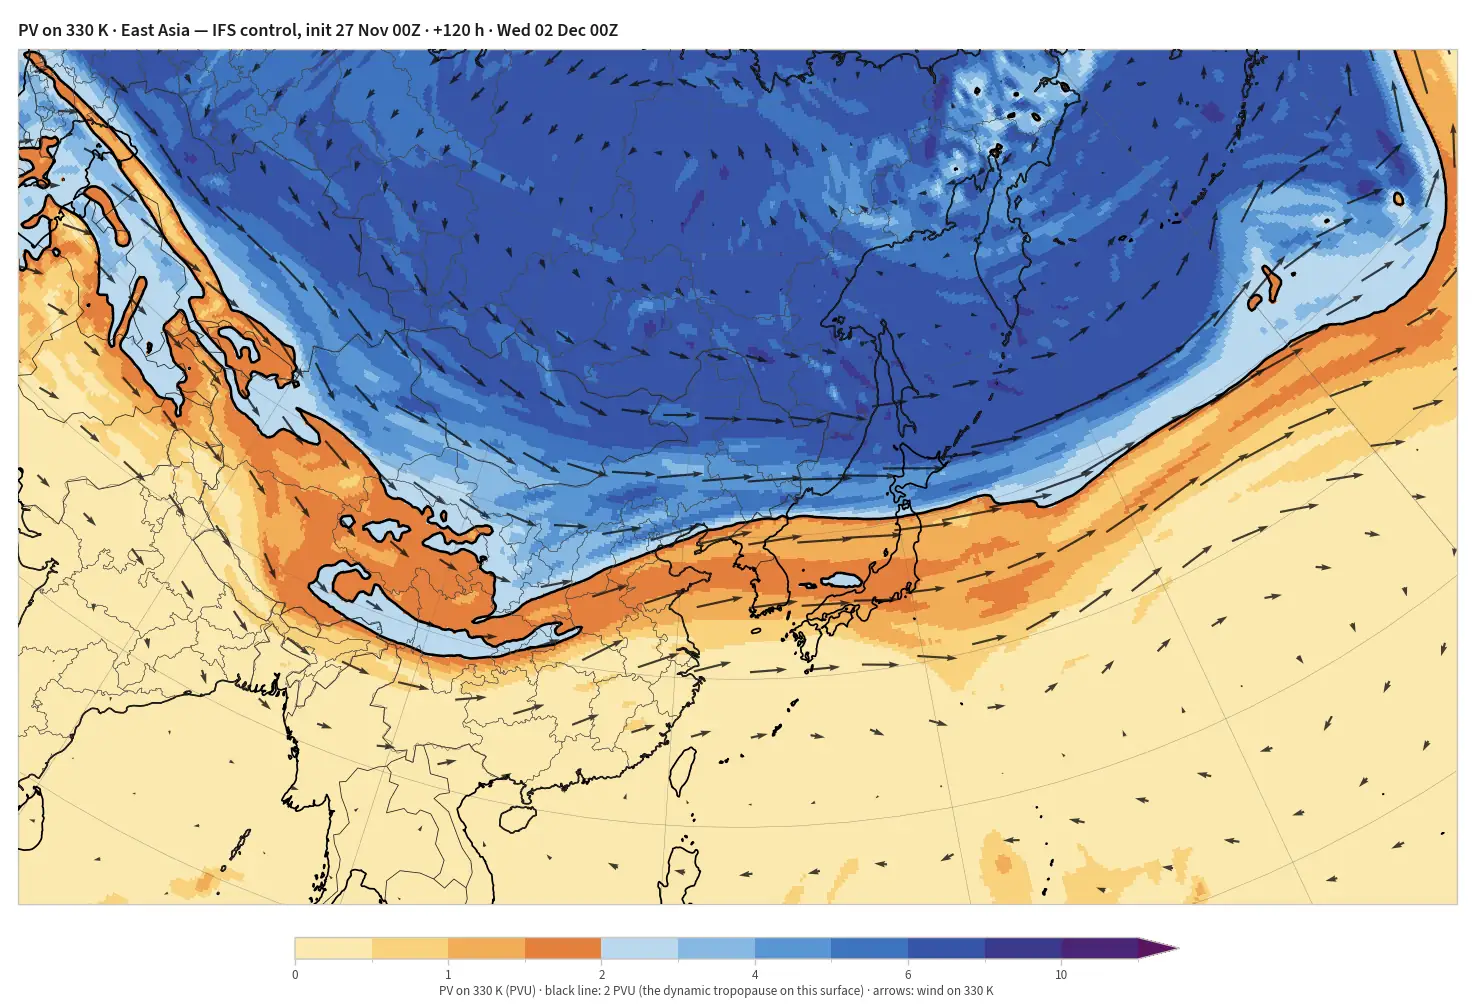 PV on 330 K · East Asia — IFS control, init 27 Nov 00Z · +120 h · Wed 02 Dec 00Z
0 1 2 4 6 10
PV on 330 K (PVU) · black line: 2 PVU (the dynamic tropopause on this surface) · arrows: wind on 330 K